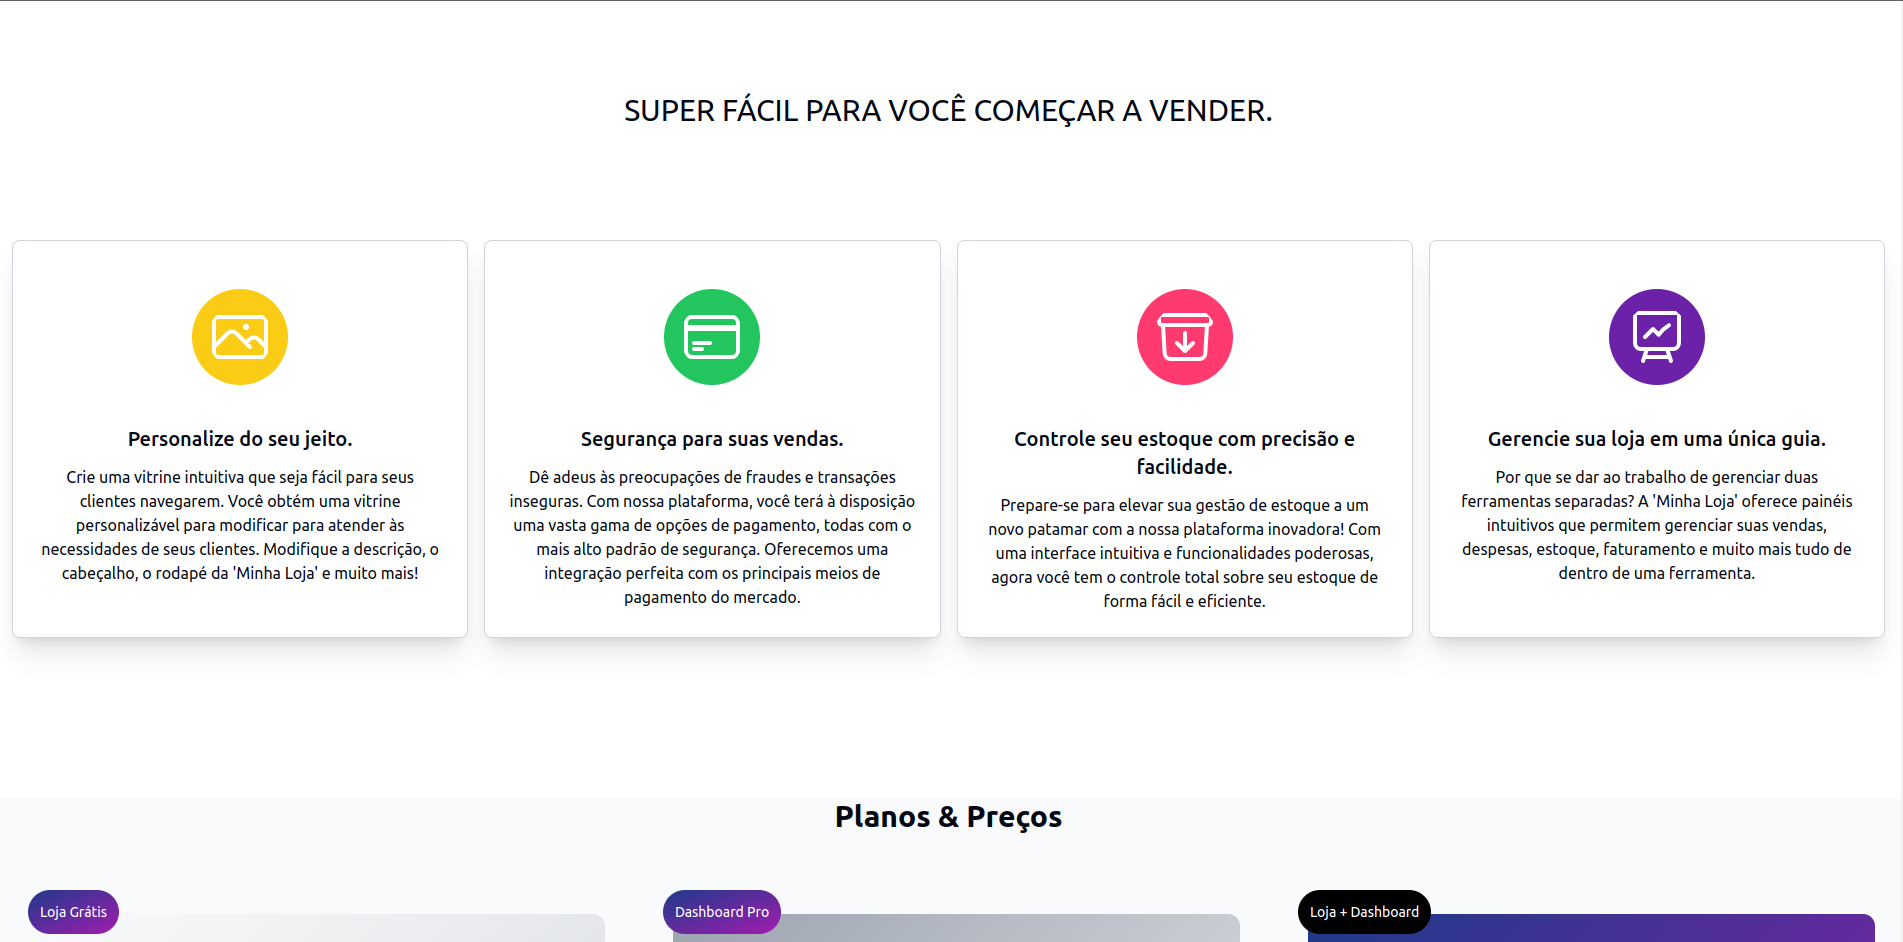 SUPER FÁCIL PARA VOCÊ COMEÇAR A VENDER.
Personalize do seu jeito.
Crie uma vitrine intuitiva que seja fácil para seus
clientes navegarem. Você obtém uma vitrine
personalizável para modificar para atender às
necessidades de seus clientes. Modifique a descrição, o
cabeçalho, o rodapé da 'Minha Loja' e muito mais!
Segurança para suas vendas.
Dê adeus às preocupações de fraudes e transações
inseguras. Com nossa plataforma, você terá à disposição
uma vasta gama de opções de pagamento, todas com o
mais alto padrão de segurança. Oferecemos uma
integração perfeita com os principais meios de
pagamento do mercado.
Controle seu estoque com precisão e
facilidade.
Prepare-se para elevar sua gestão de estoque a um
novo patamar com a nossa plataforma inovadora! Com
uma interface intuitiva e funcionalidades poderosas,
agora você tem o controle total sobre seu estoque de
forma fácil e eficiente.
Gerencie sua loja em uma única guia.
Por que se dar ao trabalho de gerenciar duas
ferramentas separadas? A 'Minha Loja' oferece painéis
intuitivos que permitem gerenciar suas vendas,
despesas, estoque, faturamento e muito mais tudo de
dentro de uma ferramenta.
Planos & Preços
Loja Grátis
Dashboard Pro
Loja + Dashboard